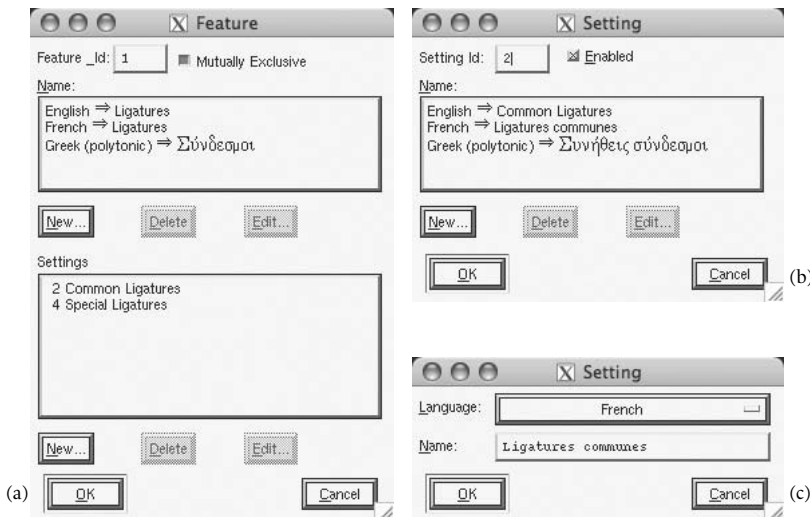 Feature
Feature _Id: 1 Mutually Exclusive
Name:
English ⇒ Ligatures
French ⇒ Ligatures
Greek (polytonic) ⇒ Σύνδεσμοι
New... Delete Edit...
Settings
2 Common Ligatures
4 Special Ligatures
New... Delete Edit...
(a) OK Cancel
Setting
Setting Id: 2 Enabled
Name:
English ⇒ Common Ligatures
French ⇒ Ligatures communes
Greek (polytonic) ⇒ Συνήθεις σύνδεσμοι
New... Delete Edit...
OK Cancel (b)
Setting
Language: French
Name: Ligatures communes
OK Cancel (c)